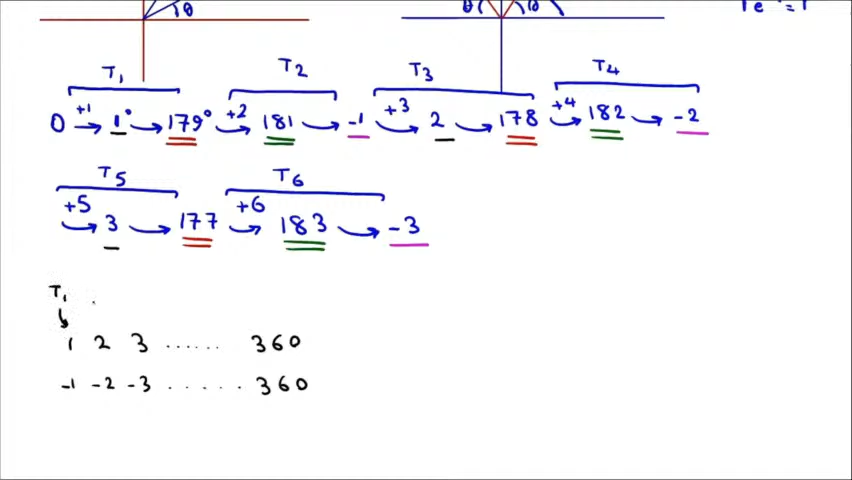 θ θ θ
T₁ T₂ T₃ T₄
0 +1→ 1° → 179° +2→ 181 → -1 +3→ 2 → 178 +4→ 182 → -2
T₅ T₆
+5→ 3 → 177 +6→ 183 → -3
T₁
1 2 3 ...... 360
-1 -2 -3 ...... 360